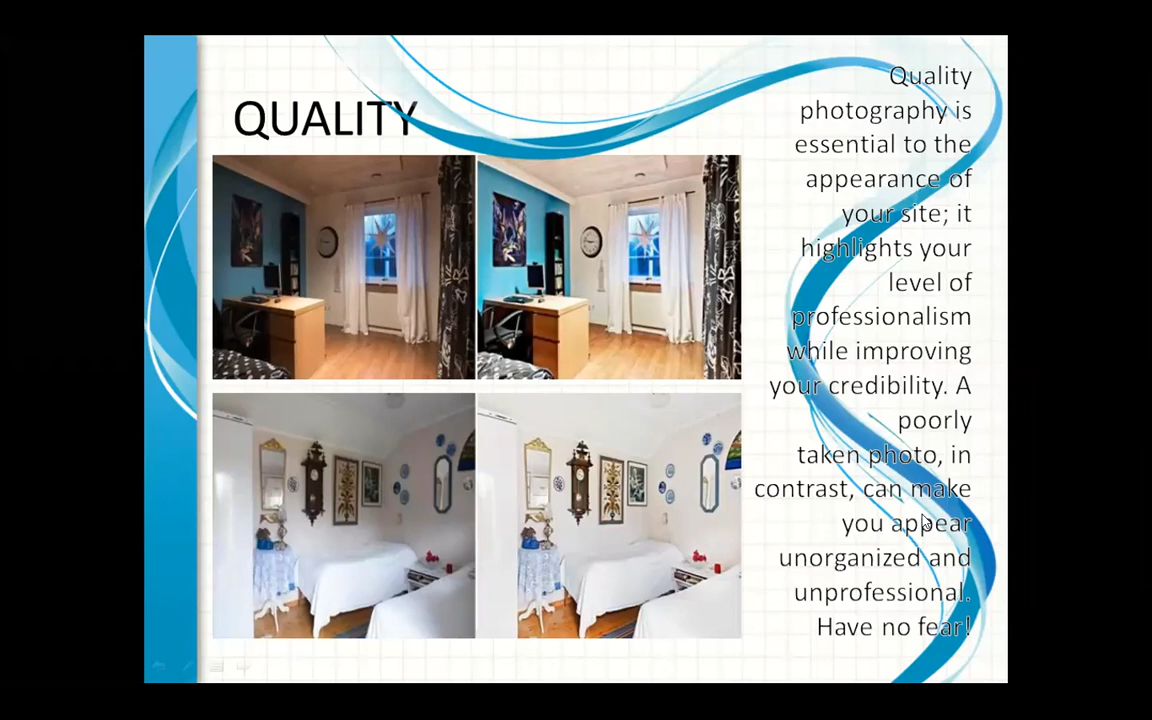 QUALITY
Quality
photography is
essential to the
appearance of
your site; it
highlights your
level of
professionalism
while improving
your credibility. A
poorly
taken photo, in
contrast, can make
you appear
unorganized and
unprofessional.
Have no fear!